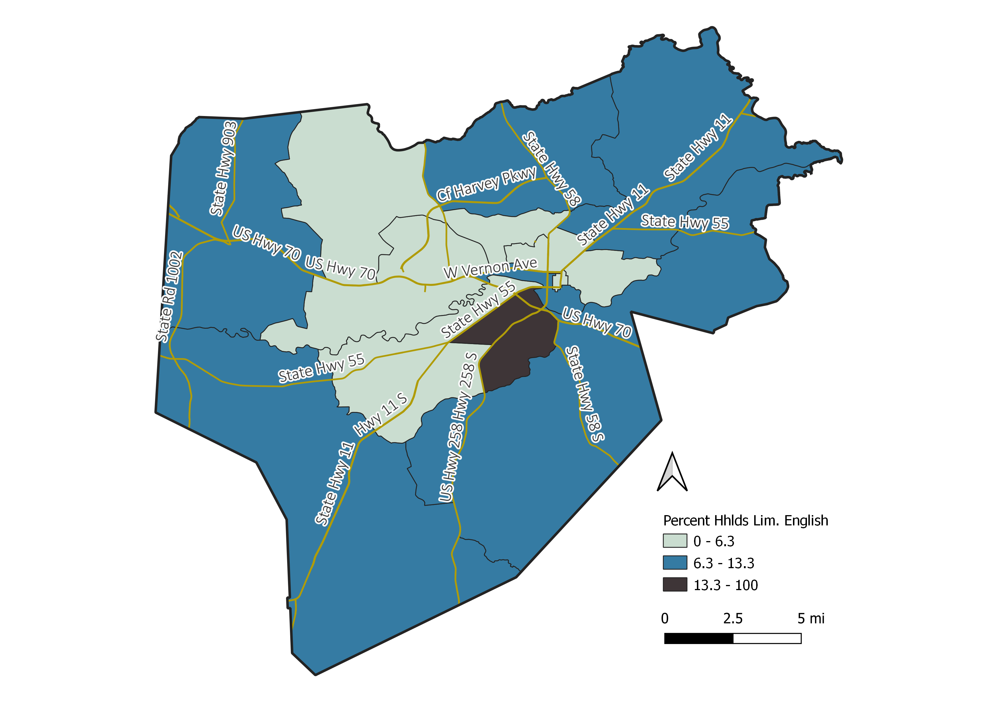 State Hwy 903
State Hwy 58
State Hwy 11
Cf Harvey Pkwy
State Hwy 11
State Hwy 55
US Hwy 70
US Hwy 70
W Vernon Ave
State Rd 1002
State Hwy 55
US Hwy 70
State Hwy 55
State Hwy 58 S
Hwy 11 S
US Hwy 258 Hwy 258 S
State Hwy 11
Percent Hhlds Lim. English
0 - 6.3
6.3 - 13.3
13.3 - 100
0 2.5 5 mi